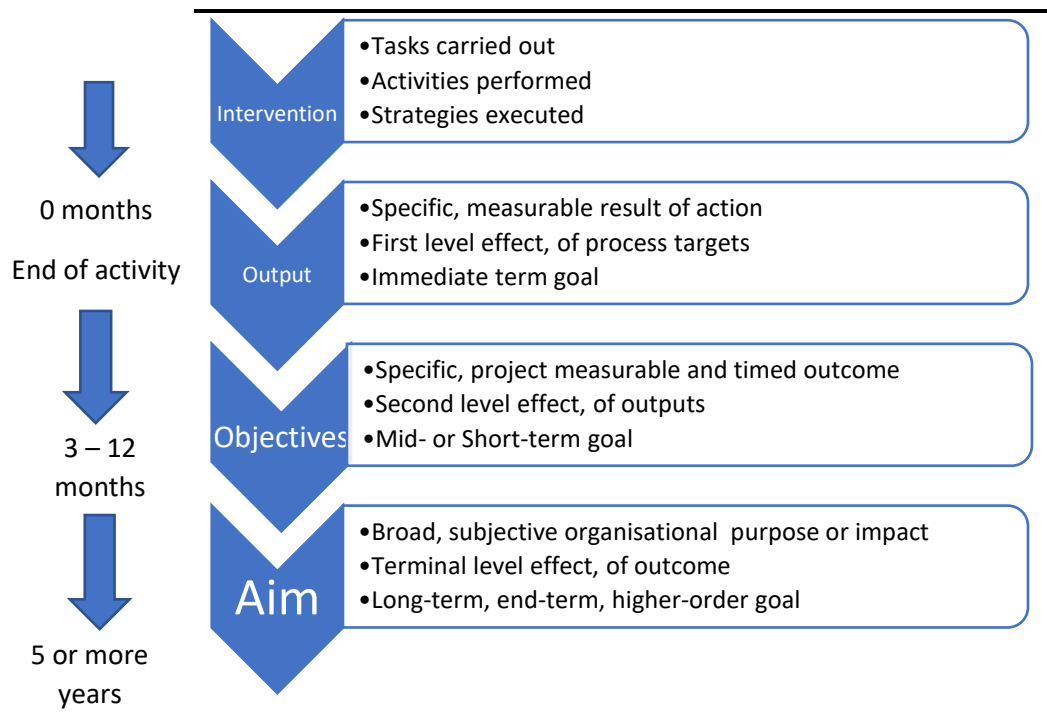 Intervention
•Tasks carried out
•Activities performed
•Strategies executed
0 months
End of activity
Output
•Specific, measurable result of action
•First level effect, of process targets
•Immediate term goal
Objectives
•Specific, project measurable and timed outcome
•Second level effect, of outputs
•Mid- or Short-term goal
3 – 12
months
Aim
•Broad, subjective organisational purpose or impact
•Terminal level effect, of outcome
•Long-term, end-term, higher-order goal
5 or more
years